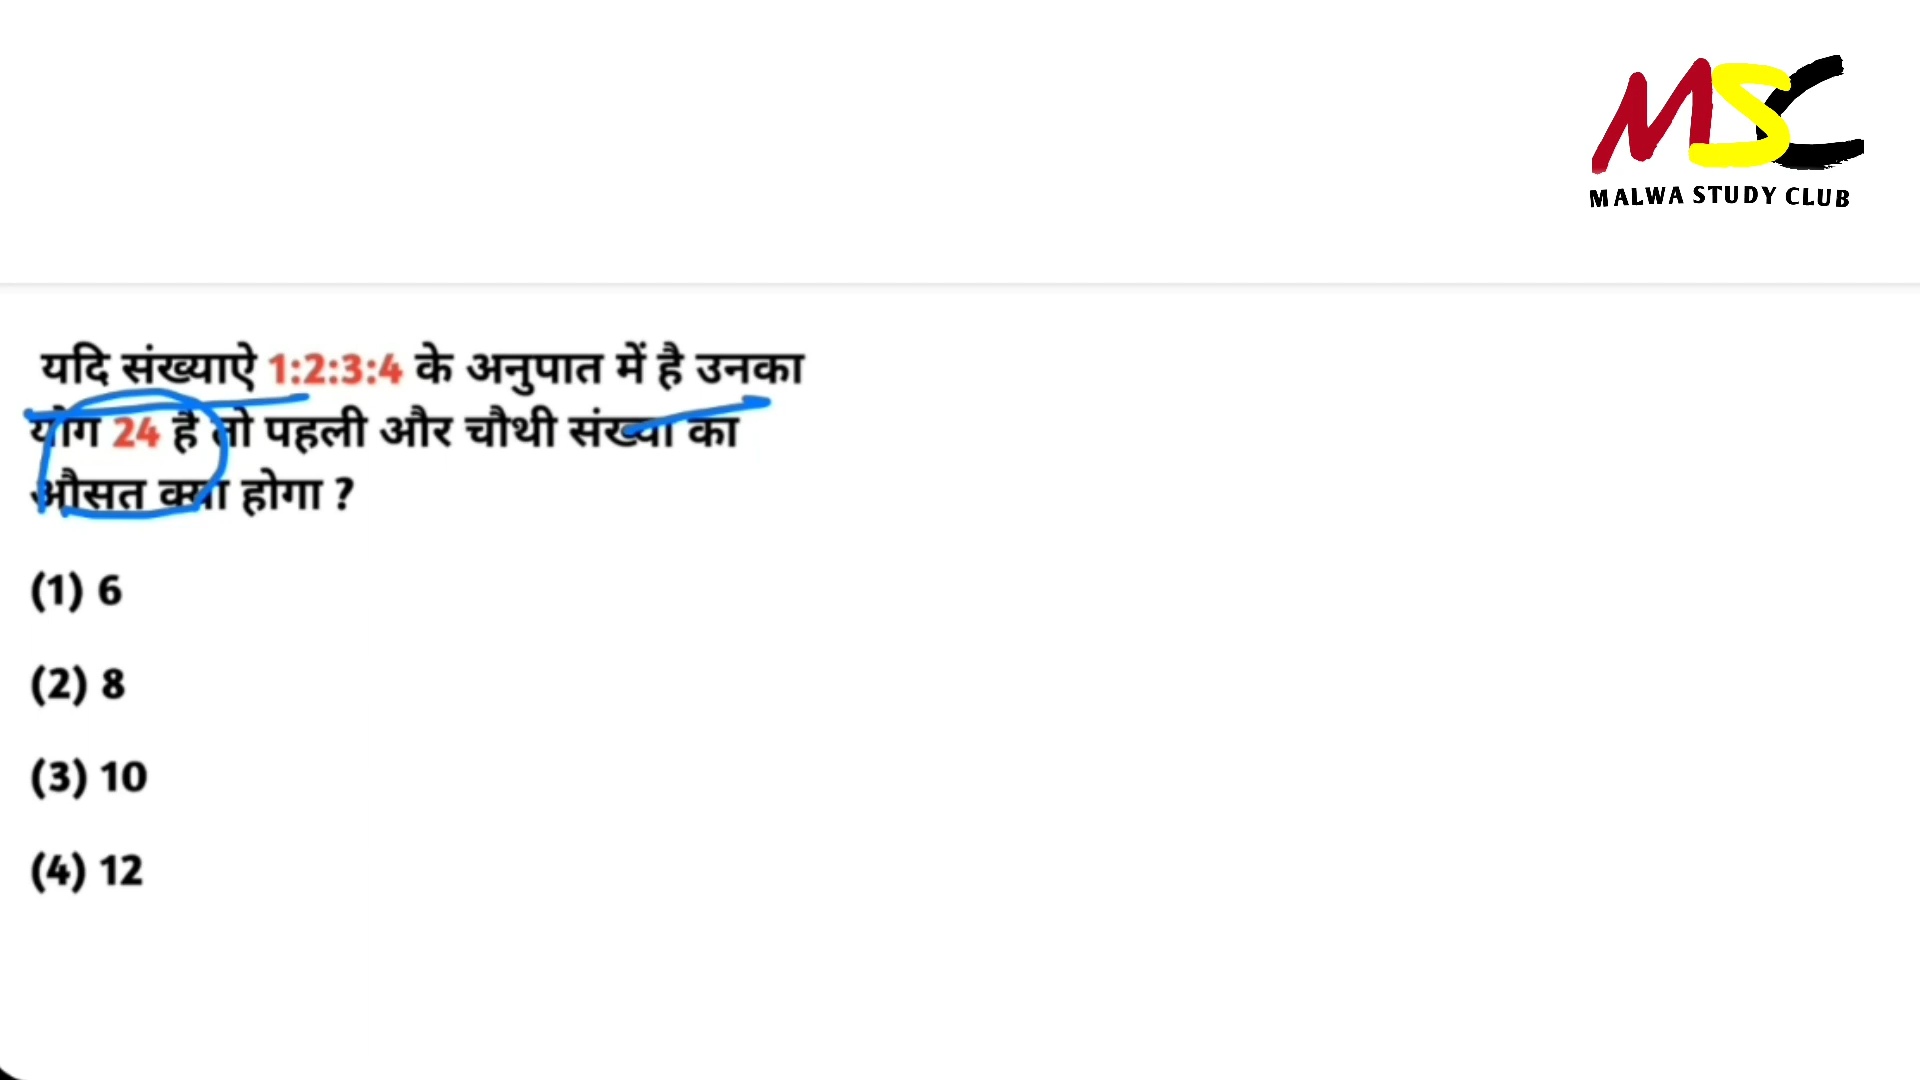 MSC
MALWA STUDY CLUB
यदि संख्याऐ 1:2:3:4 के अनुपात में है उनका
योग 24 है तो पहली और चौथी संख्या का
औसत क्या होगा ?
(1) 6
(2) 8
(3) 10
(4) 12